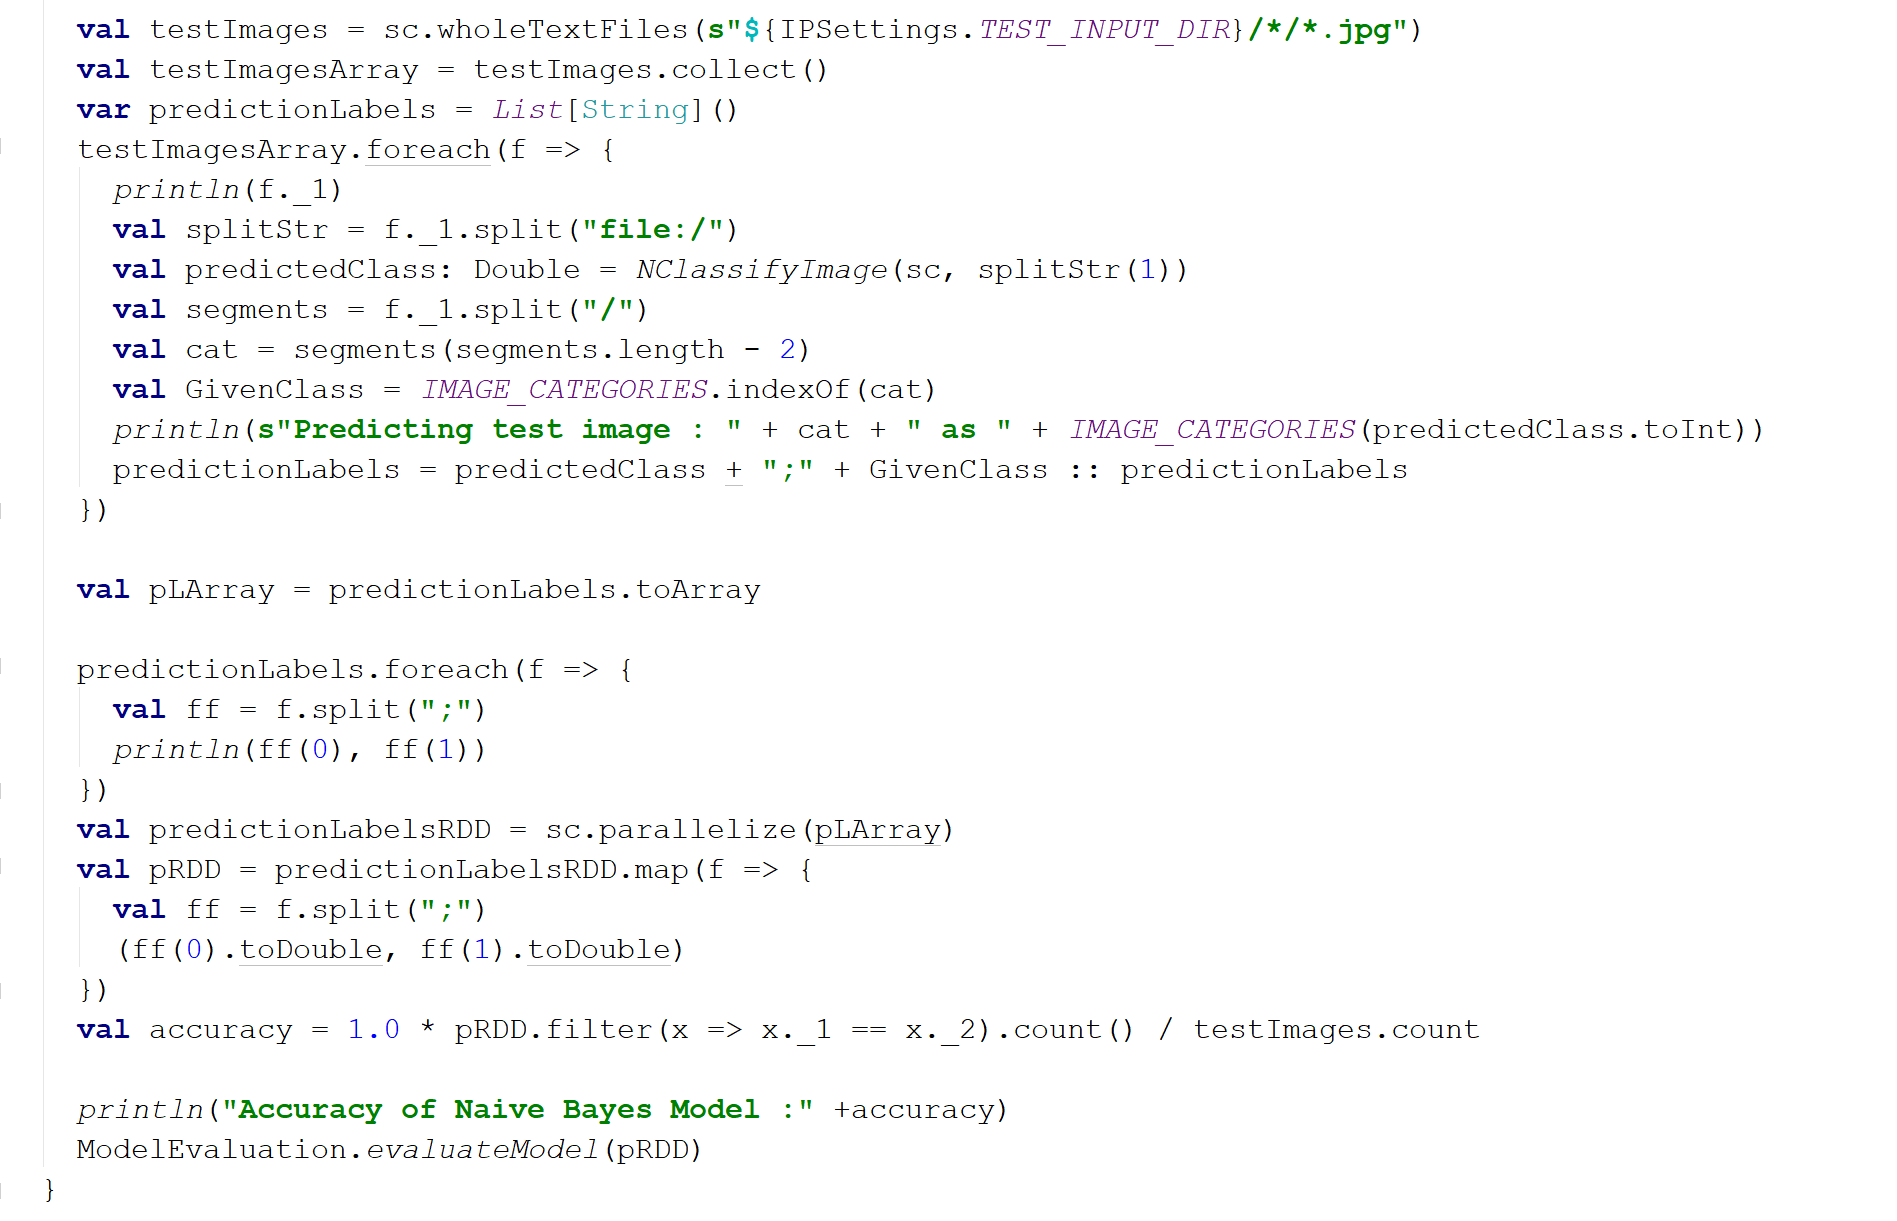 val testImages = sc.wholeTextFiles(s"${IPSettings.TEST_INPUT_DIR}/*/*.jpg")
val testImagesArray = testImages.collect()
var predictionLabels = List[String]()
testImagesArray.foreach(f => {
println(f._1)
val splitStr = f._1.split("file:/")
val predictedClass: Double = NClassifyImage(sc, splitStr(1))
val segments = f._1.split("/")
val cat = segments(segments.length - 2)
val GivenClass = IMAGE_CATEGORIES.indexOf(cat)
println(s"Predicting test image : " + cat + " as " + IMAGE_CATEGORIES(predictedClass.toInt))
predictionLabels = predictedClass + ";" + GivenClass :: predictionLabels
})
val pLArray = predictionLabels.toArray
predictionLabels.foreach(f => {
val ff = f.split(";")
println(ff(0), ff(1))
})
val predictionLabelsRDD = sc.parallelize(pLArray)
val pRDD = predictionLabelsRDD.map(f => {
val ff = f.split(";")
(ff(0).toDouble, ff(1).toDouble)
})
val accuracy = 1.0 * pRDD.filter(x => x._1 == x._2).count() / testImages.count
println("Accuracy of Naive Bayes Model :" +accuracy)
ModelEvaluation.evaluateModel(pRDD)
}